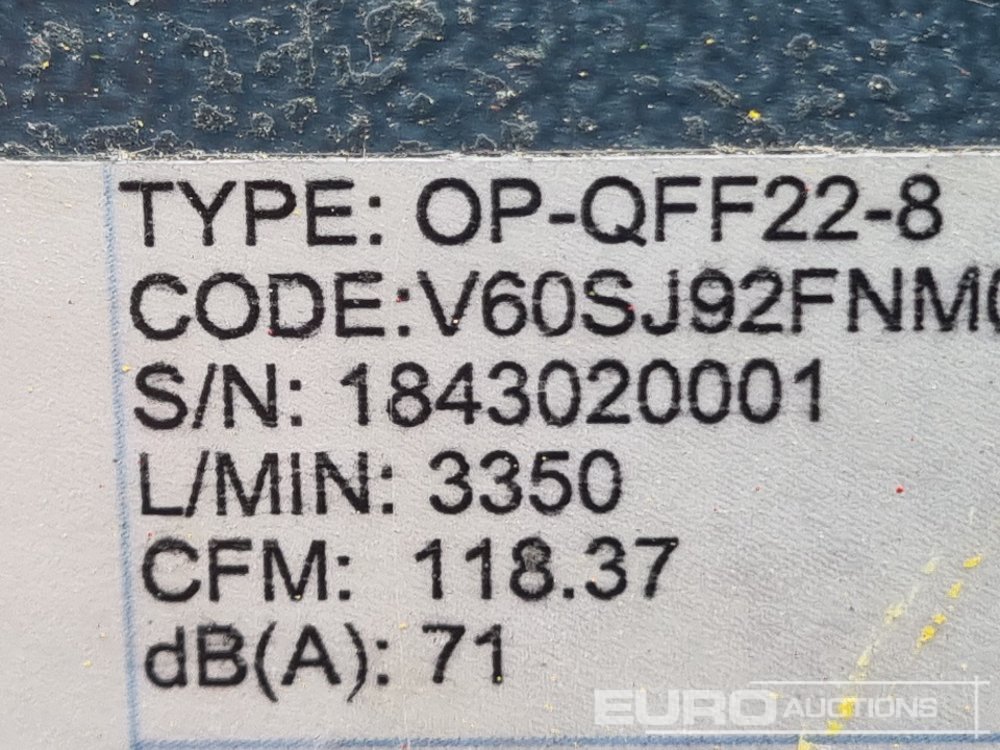 TYPE: OP-QFF22-8
CODE:V60SJ92FNM
S/N: 1843020001
L/MIN: 3350
CFM: 118.37
dB(A): 71
EURO AUCTIONS